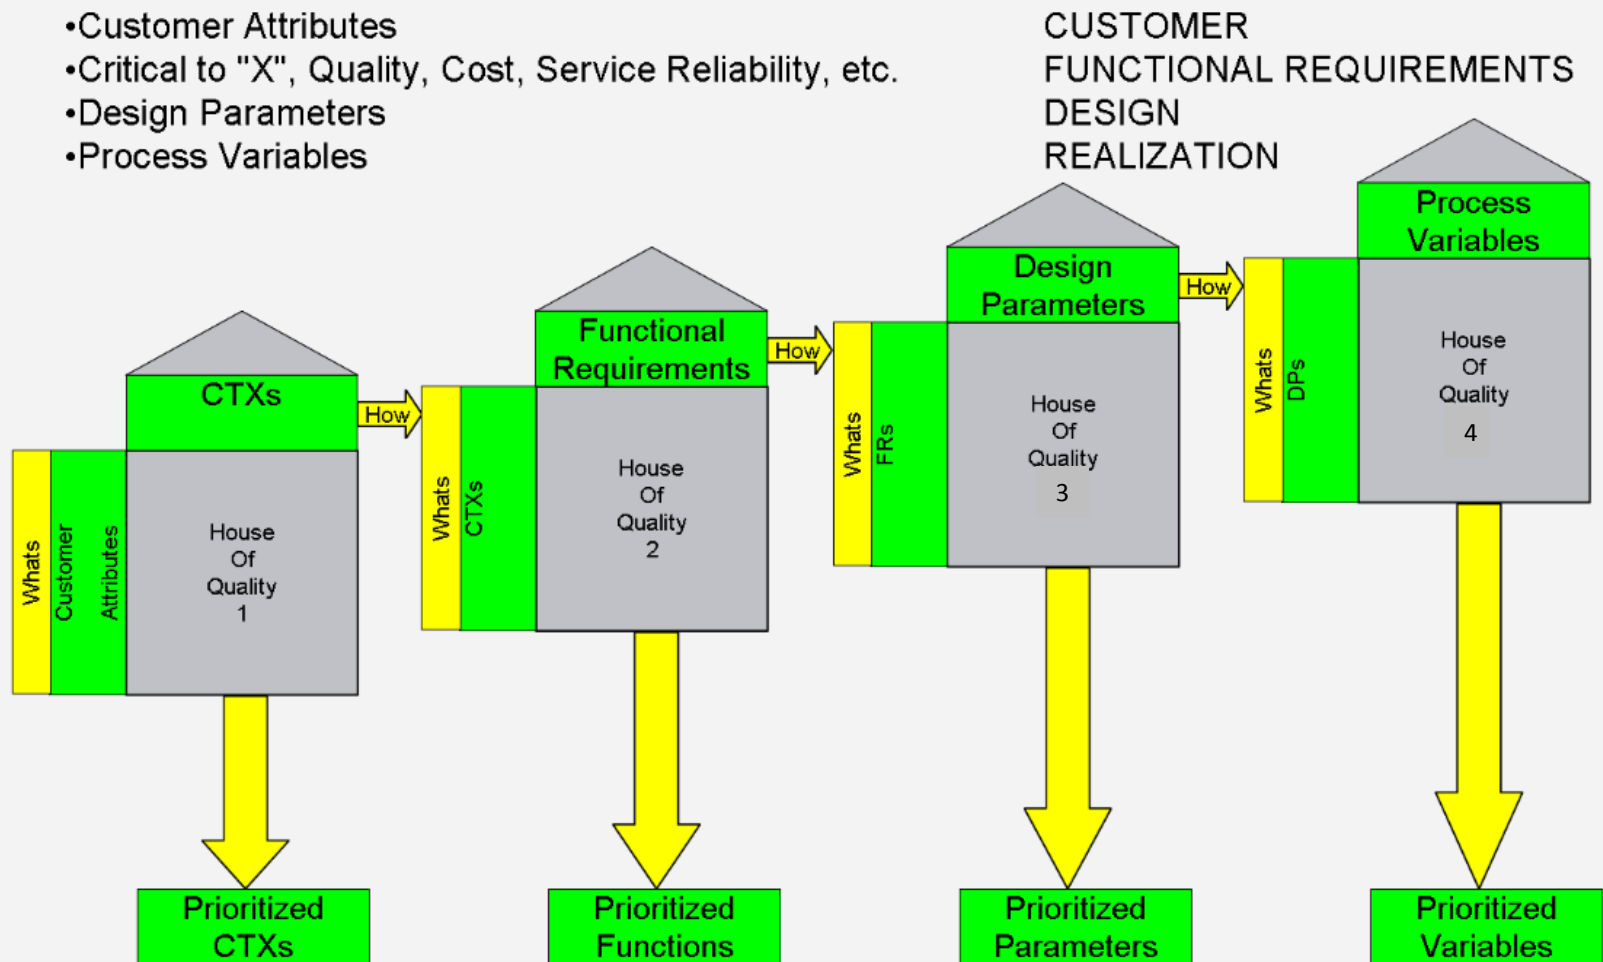 •Customer Attributes
•Critical to "X", Quality, Cost, Service Reliability, etc.
•Design Parameters
•Process Variables
CUSTOMER
FUNCTIONAL REQUIREMENTS
DESIGN
REALIZATION
CTXs
How
Whats
Customer
Attributes
House
Of
Quality
1
Prioritized
CTXs
Functional
Requirements
How
Whats
CTXs
House
Of
Quality
2
Prioritized
Functions
Design
Parameters
How
Whats
FRs
House
Of
Quality
3
Prioritized
Parameters
Process
Variables
Whats
DPs
House
Of
Quality
4
Prioritized
Variables